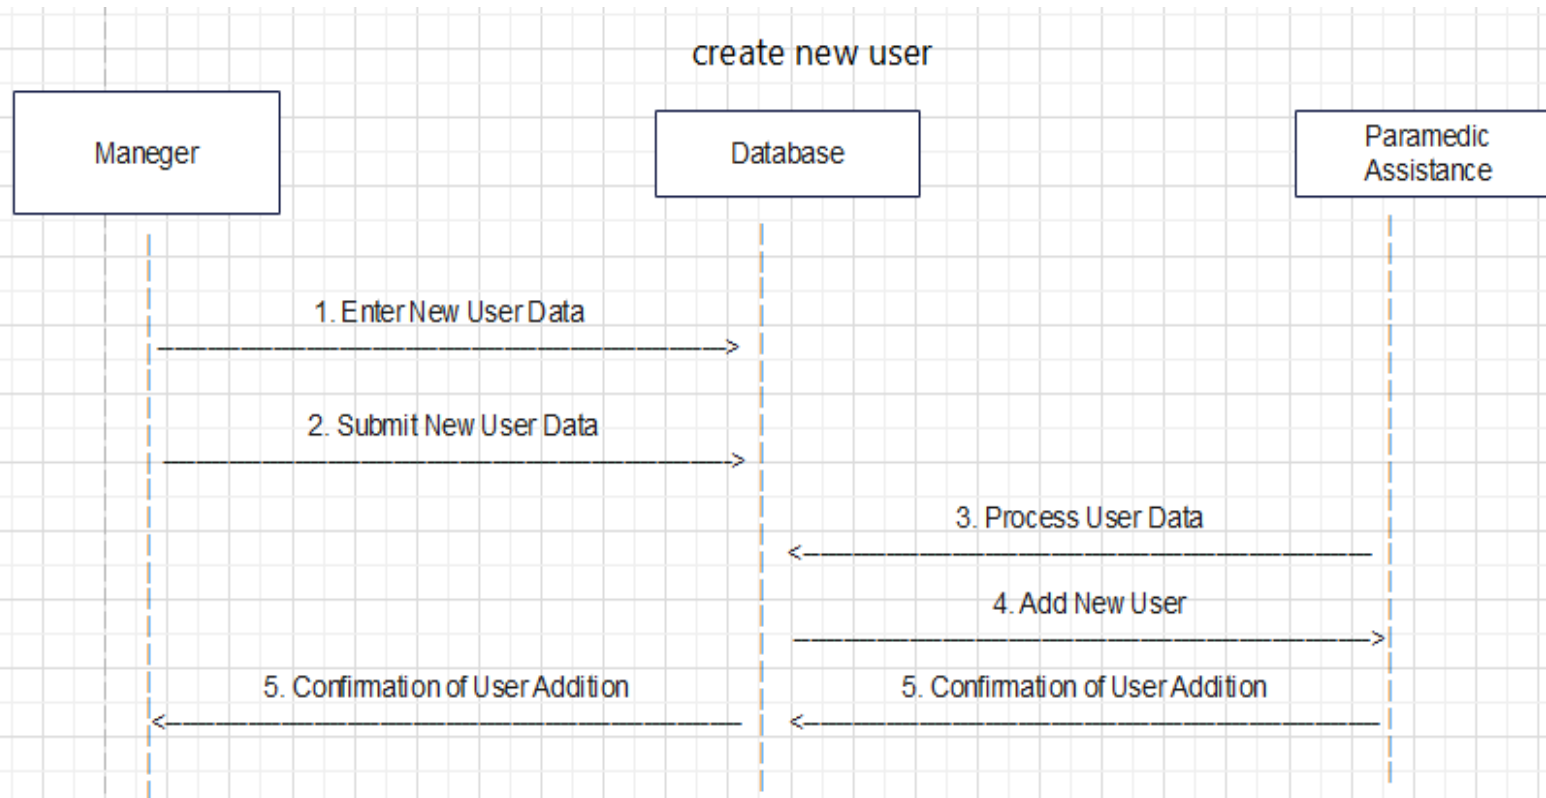 create new user
Maneger
Database
Paramedic
Assistance
1. Enter New User Data
2. Submit New User Data
3. Process User Data
4. Add New User
5. Confirmation of User Addition
5. Confirmation of User Addition